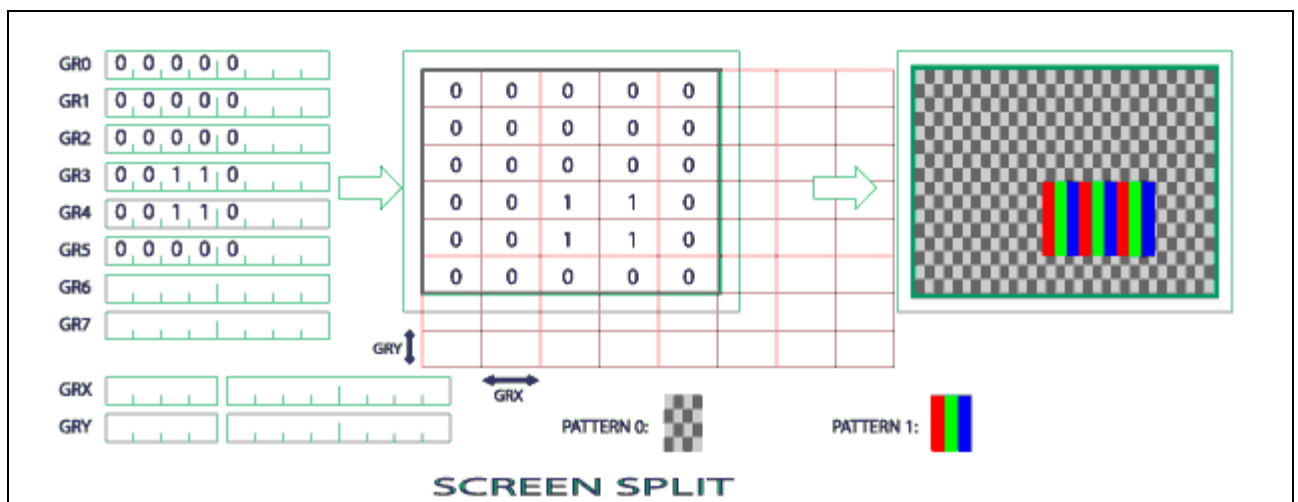 GR0 0 0 0 0 0
GR1 0 0 0 0 0
GR2 0 0 0 0 0
GR3 0 0 1 1 0
GR4 0 0 1 1 0
GR5 0 0 0 0 0
GR6
GR7
GRX
GRY
0 0 0 0 0
0 0 0 0 0
0 0 0 0 0
0 0 1 1 0
0 0 1 1 0
0 0 0 0 0
GRY
GRX
PATTERN 0:
PATTERN 1:
SCREEN SPLIT